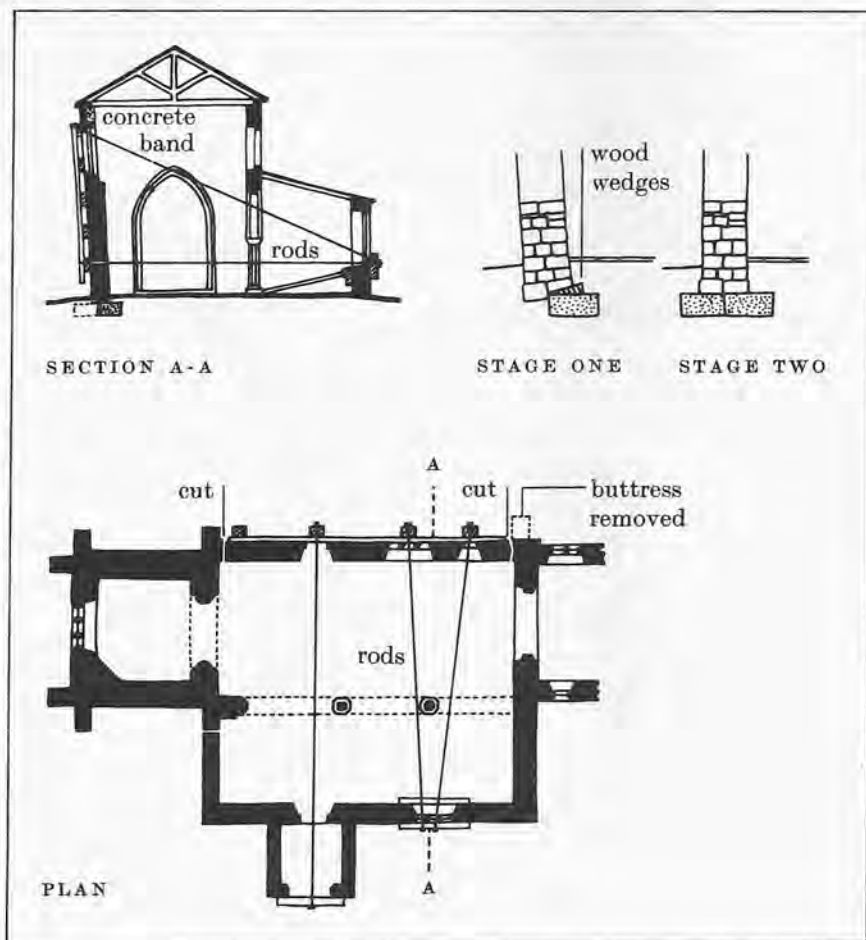 concrete
band
rods
SECTION A-A
wood
wedges
STAGE ONE
STAGE TWO
A
cut
cut
buttress
removed
rods
A
PLAN